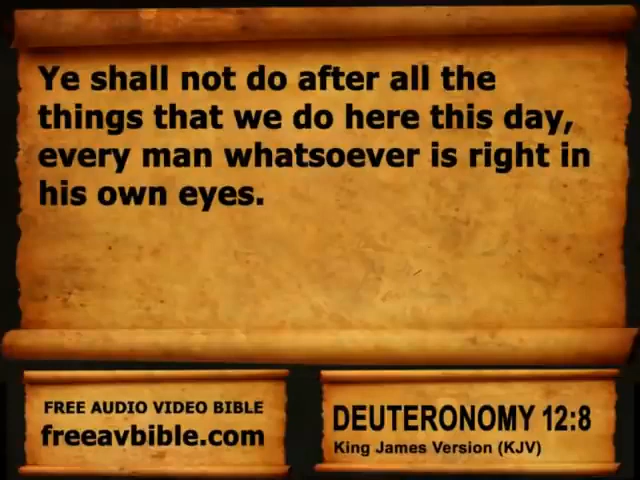 Ye shall not do after all the
things that we do here this day,
every man whatsoever is right in
his own eyes.
FREE AUDIO VIDEO BIBLE
freeavbible.com
DEUTERONOMY 12:8
King James Version (KJV)